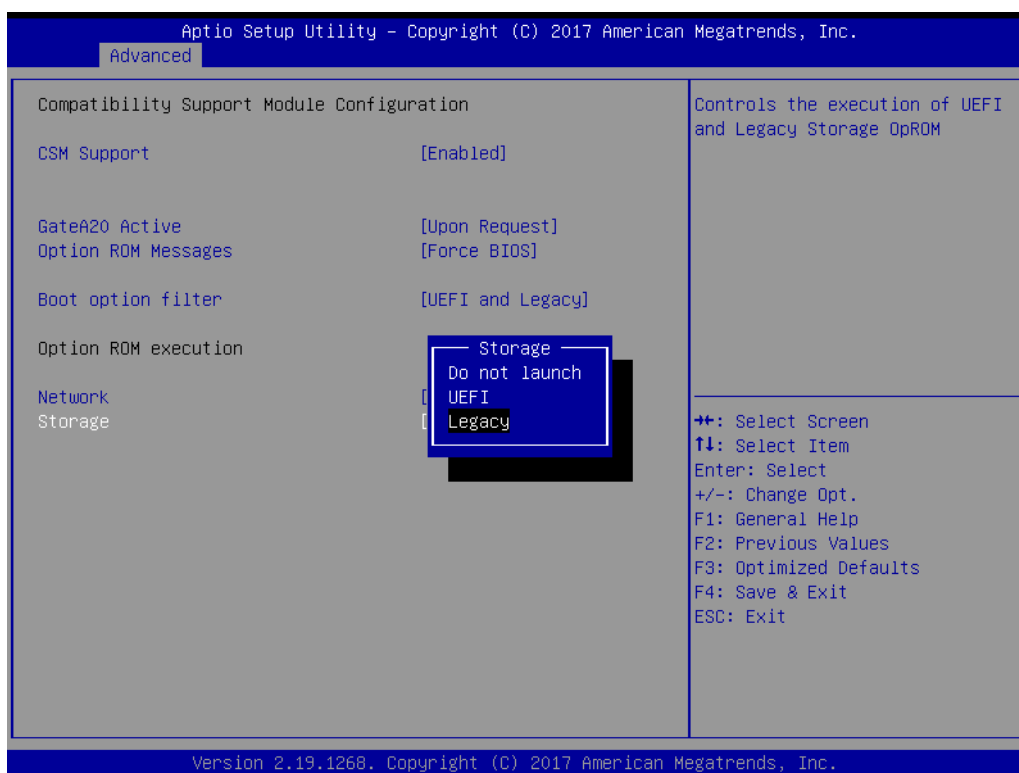 Aptio Setup Utility – Copyright (C) 2017 American Megatrends, Inc.
Advanced
Compatibility Support Module Configuration
CSM Support [Enabled]
GateA20 Active [Upon Request]
Option ROM Messages [Force BIOS]
Boot option filter [UEFI and Legacy]
Option ROM execution
Network [
Storage [
Storage
Do not launch
UEFI
Legacy
Controls the execution of UEFI
and Legacy Storage OpROM
→←: Select Screen
↑↓: Select Item
Enter: Select
+/-: Change Opt.
F1: General Help
F2: Previous Values
F3: Optimized Defaults
F4: Save & Exit
ESC: Exit
Version 2.19.1268. Copyright (C) 2017 American Megatrends, Inc.